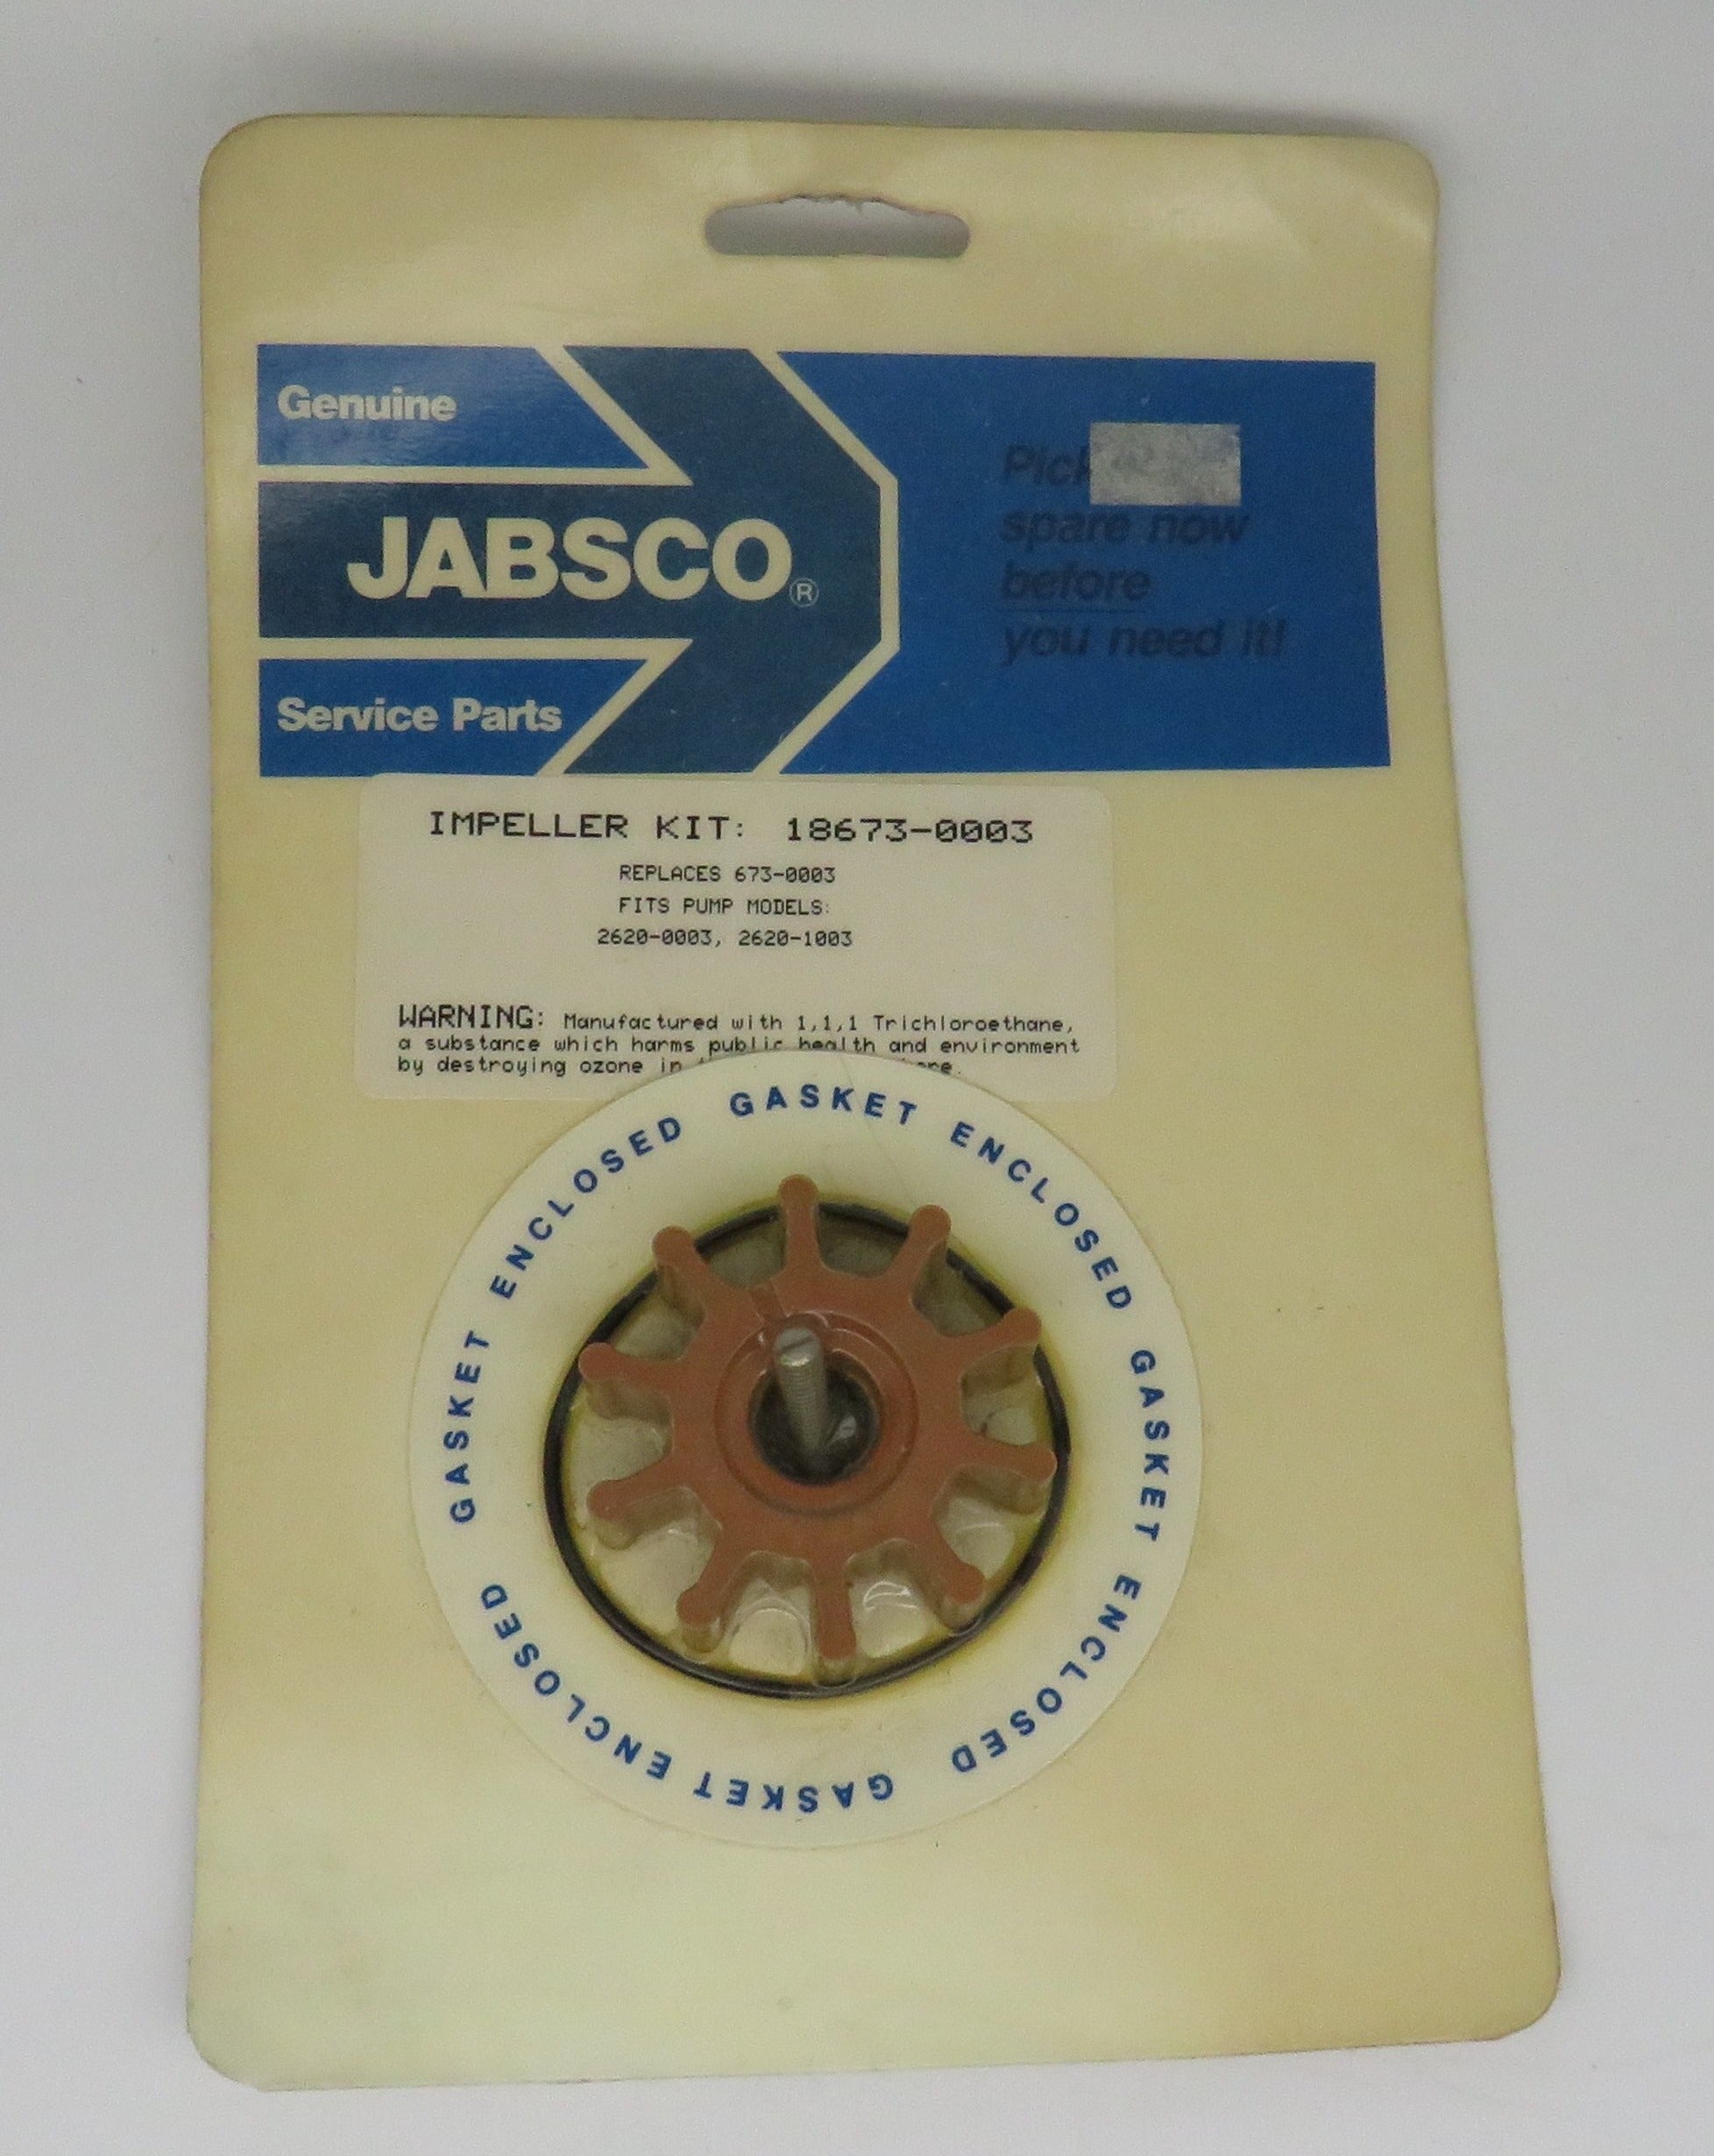 Genuine
JABSCO®
Service Parts
spare now
before
you need it!
IMPELLER KIT: 18673-0003
REPLACES 673-0003
FITS PUMP MODELS:
2620-0003, 2620-1003
WARNING: Manufactured with 1,1,1 Trichloroethane,
a substance which harms public health and environment
by destroying ozone in
GASKET ENCLOSED GASKET ENCLOSED GASKET ENCLOSED GASKET ENCLOSED